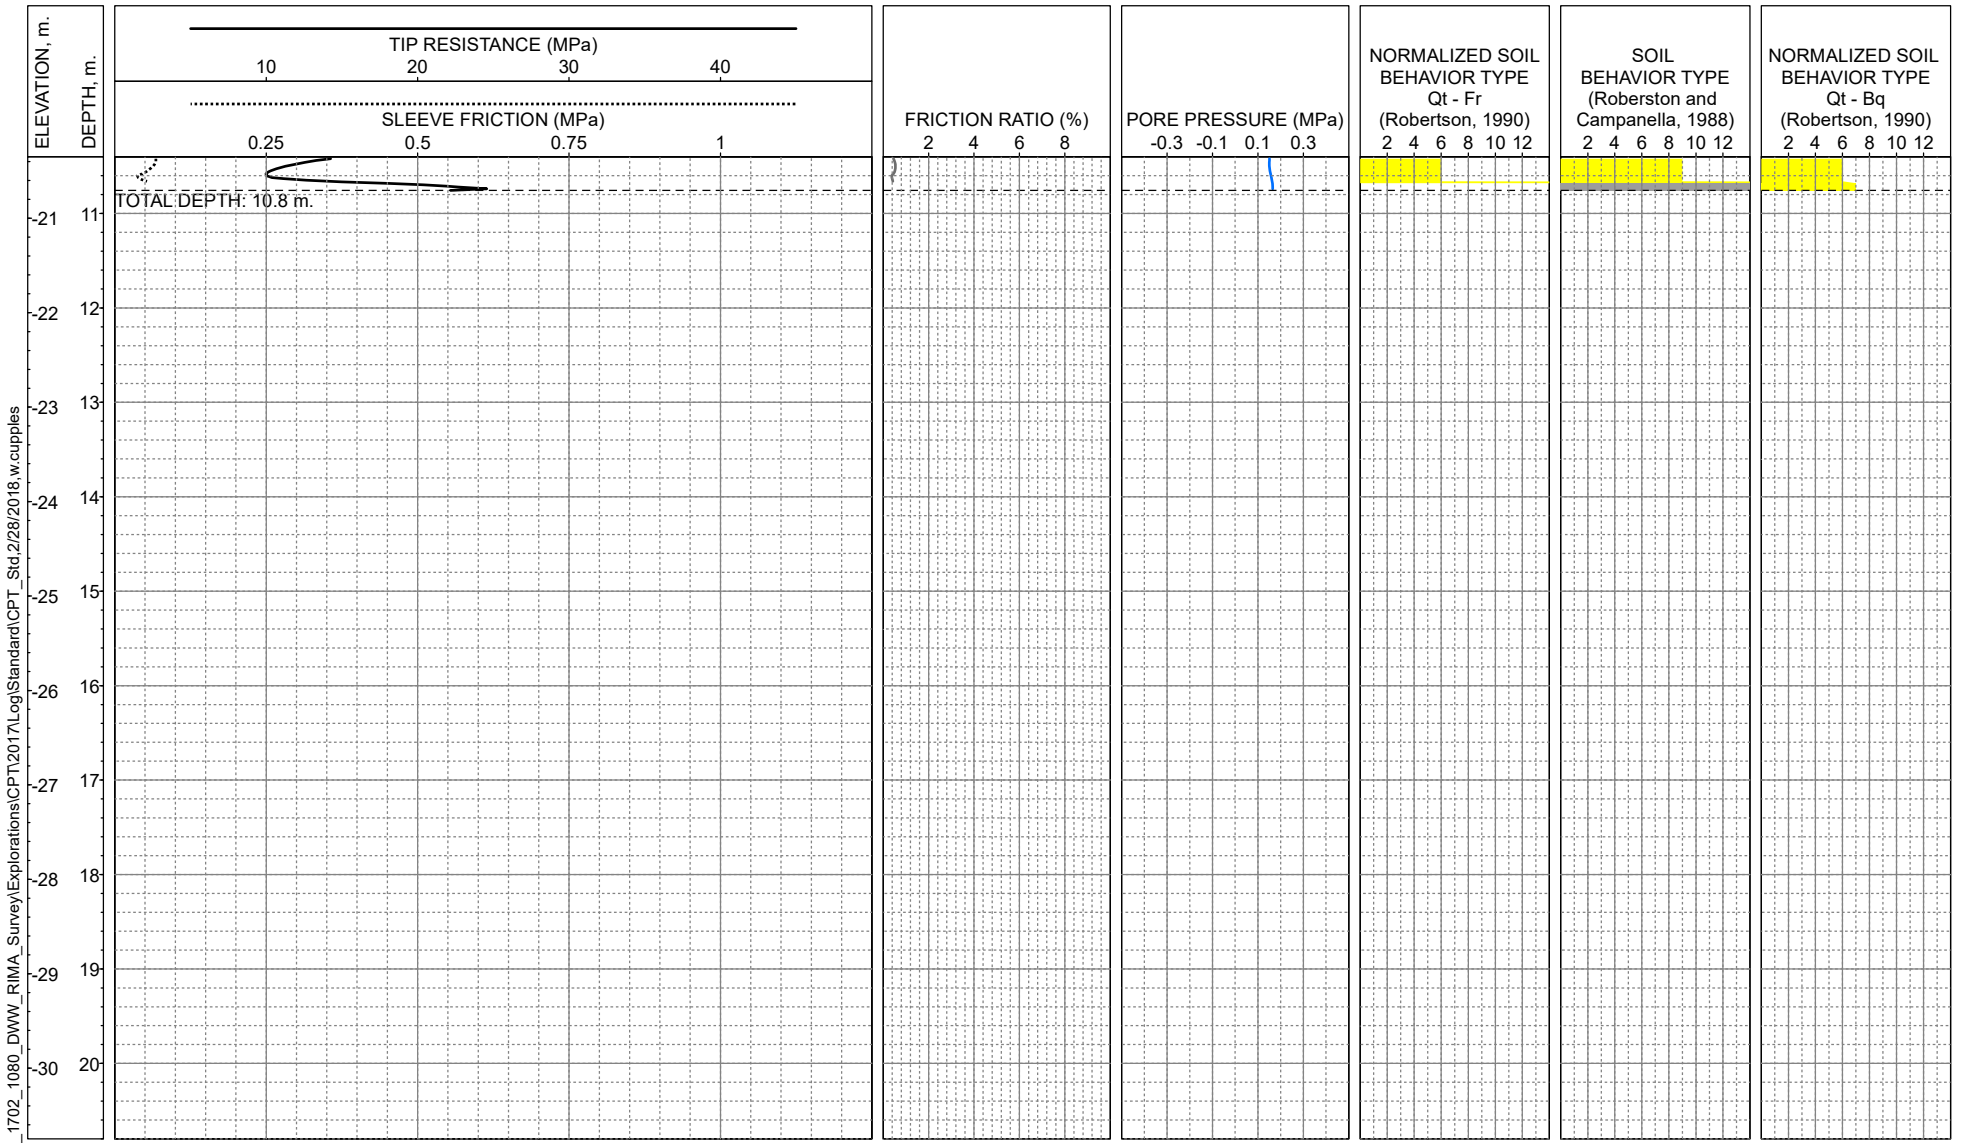 ELEVATION, m.
DEPTH, m.
TIP RESISTANCE (MPa)
10 20 30 40
SLEEVE FRICTION (MPa)
0.25 0.5 0.75 1
FRICTION RATIO (%)
2 4 6 8
PORE PRESSURE (MPa)
-0.3 -0.1 0.1 0.3
NORMALIZED SOIL
BEHAVIOR TYPE
Qt - Fr
(Robertson, 1990)
2 4 6 8 10 12
SOIL
BEHAVIOR TYPE
(Roberston and
Campanella, 1988)
2 4 6 8 10 12
NORMALIZED SOIL
BEHAVIOR TYPE
Qt - Bq
(Robertson, 1990)
2 4 6 8 10 12
TOTAL DEPTH: 10.8 m.
-21 11
-22 12
-23 13
-24 14
-25 15
-26 16
-27 17
-28 18
-29 19
-30 20
_1702_1080_DWW_RIMA_Survey\Explorations\CPT\2017\Log\Standard\CPT_Std,2/28/2018,w.cupples